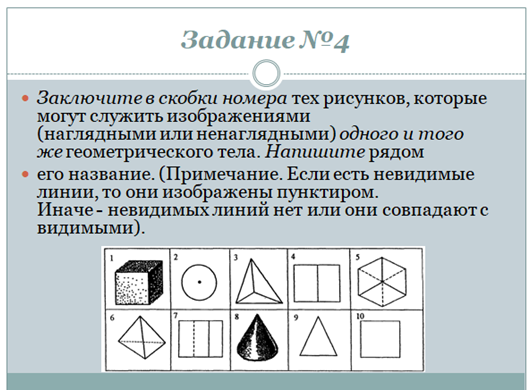 Задание №4
Заключите в скобки номера тех рисунков, которые
могут служить изображениями
(наглядными или ненаглядными) одного и того
же геометрического тела. Напишите рядом
его название. (Примечание. Если есть невидимые
линии, то они изображены пунктиром.
Иначе - невидимых линий нет или они совпадают с
видимыми).
1 2 3 4 5
6 7 8 9 10